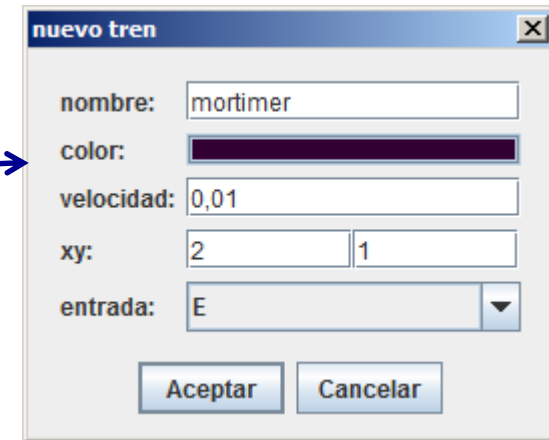 nuevo tren
nombre: mortimer
color:
velocidad: 0,01
xy: 2 1
entrada: E
Aceptar Cancelar